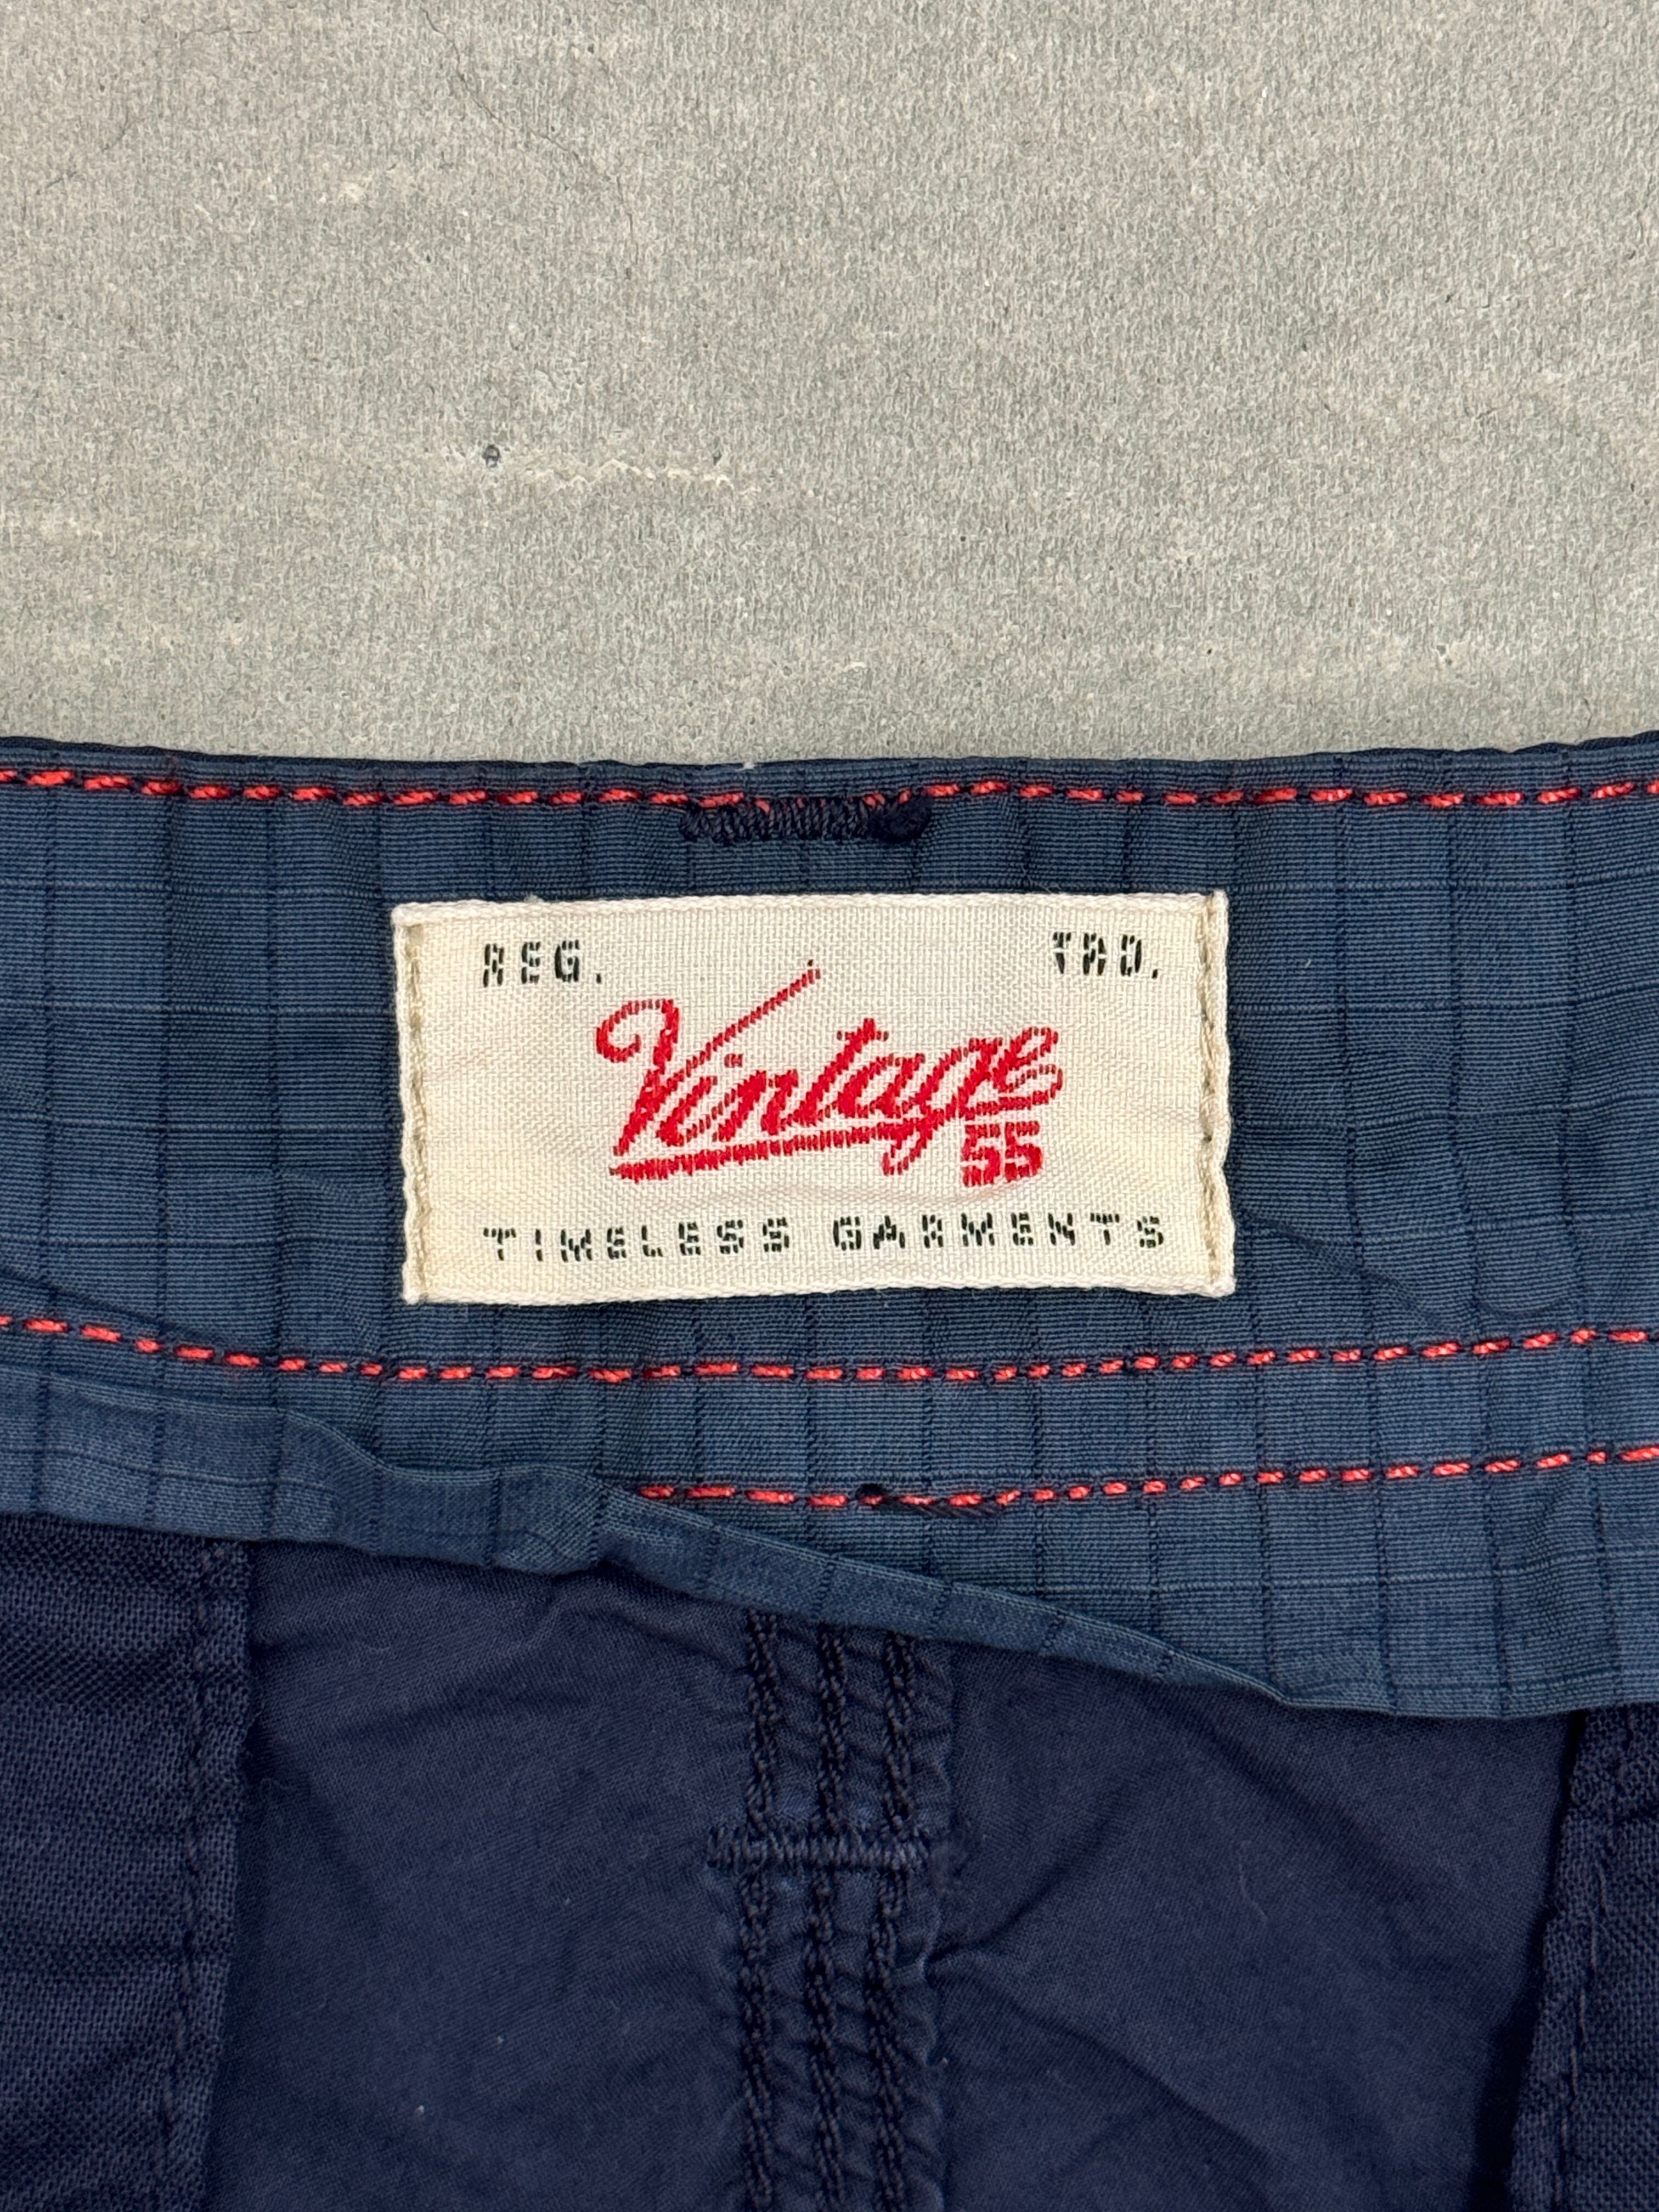 REG. TRD.
Vintage
55
TIMELESS GARMENTS